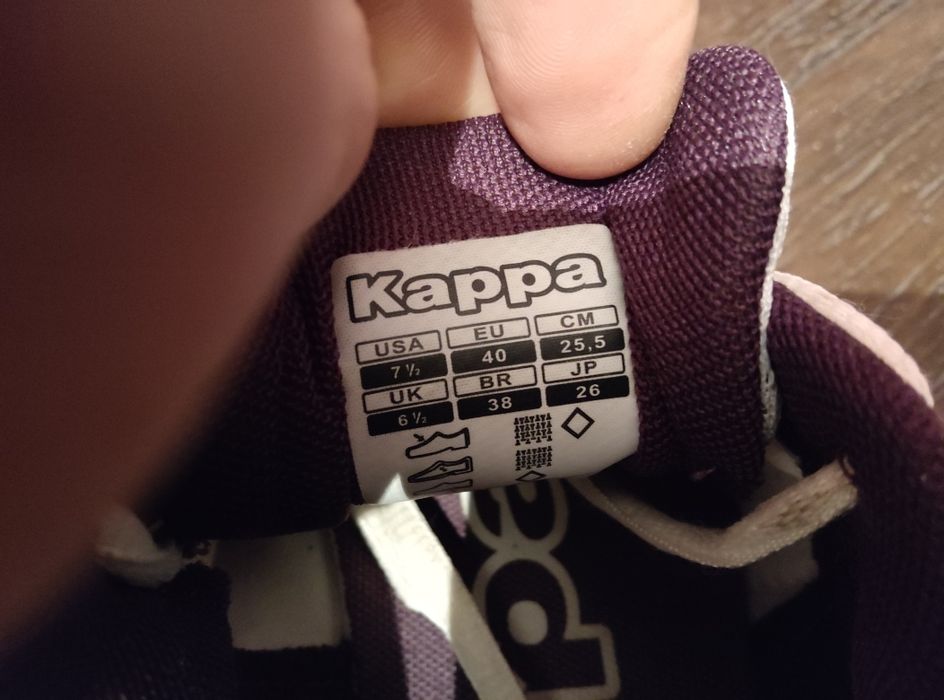 Kappa
USA EU CM
7 ½ 40 25,5
UK BR JP
6 ½ 38 26